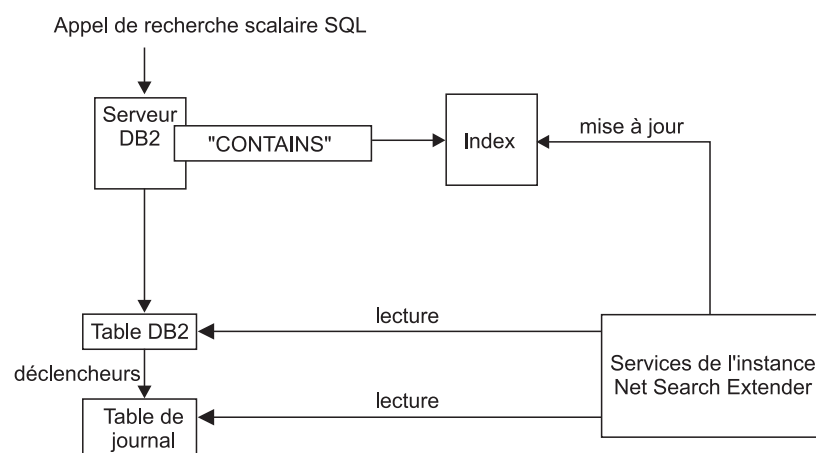 Appel de recherche scalaire SQL
Serveur
DB2
"CONTAINS"
Index
mise à jour
Table DB2
lecture
déclencheurs
Services de l'instance
Net Search Extender
Table de
journal
lecture